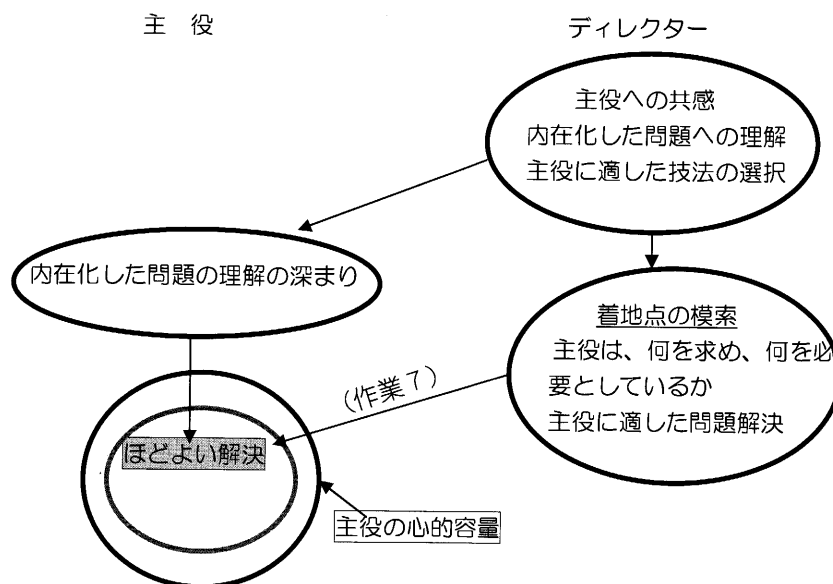 主 役
ディレクター
主役への共感
内在化した問題への理解
主役に適した技法の選択
内在化した問題の理解の深まり
着地点の模索
主役は、何を求め、何を必
要としているか
主役に適した問題解決
(作業7)
ほどよい解決
主役の心的容量